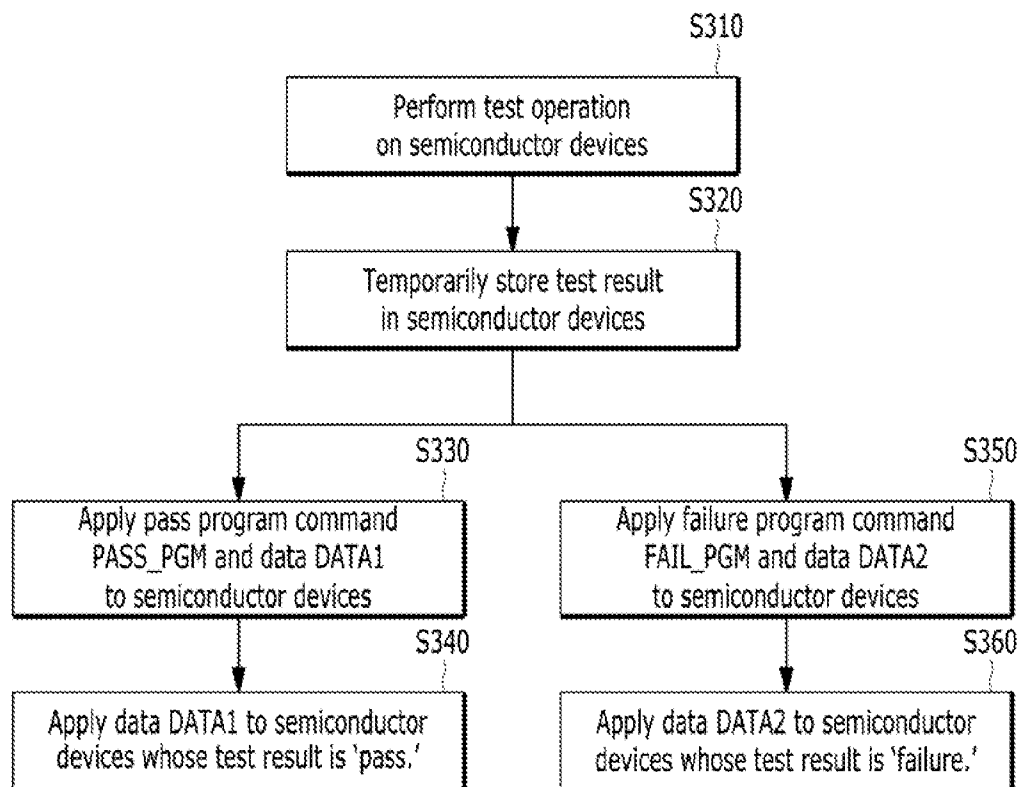 S310
Perform test operation
on semiconductor devices
S320
Temporarily store test result
in semiconductor devices
S330
Apply pass program command
PASS_PGM and data DATA1
to semiconductor devices
S340
Apply data DATA1 to semiconductor
devices whose test result is ‘pass.’
S350
Apply failure program command
FAIL_PGM and data DATA2
to semiconductor devices
S360
Apply data DATA2 to semiconductor
devices whose test result is ‘failure.’